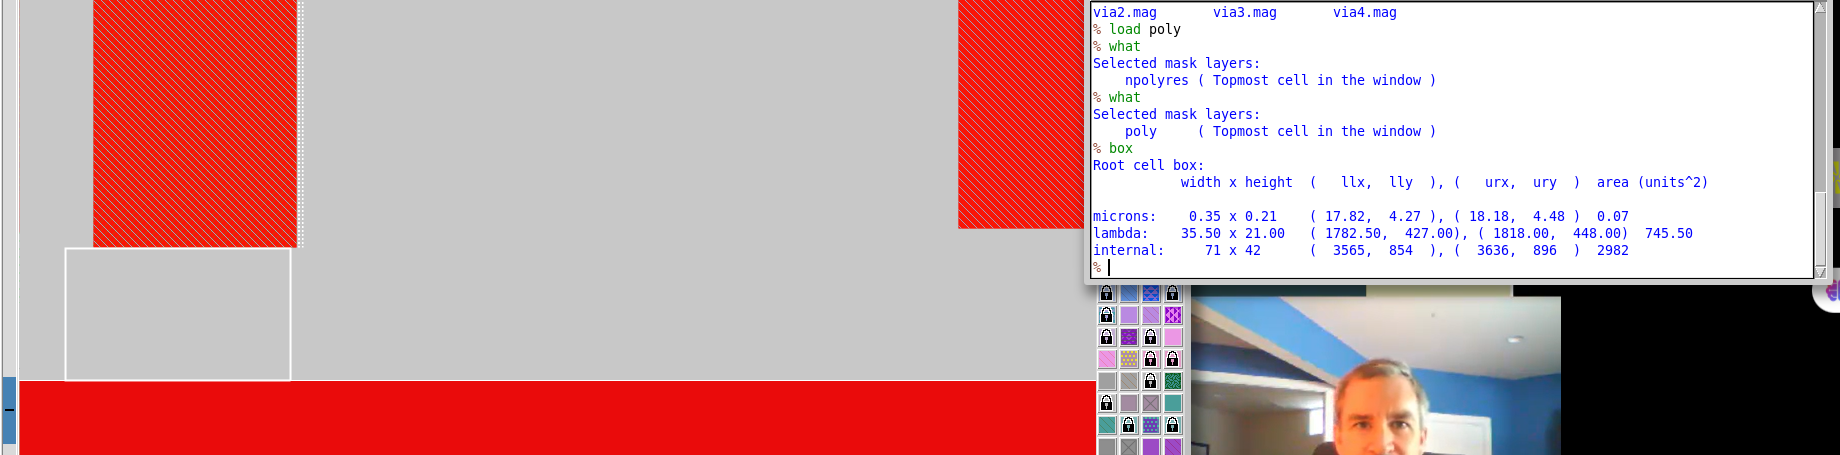 via2.mag       via3.mag       via4.mag
% load poly
% what
Selected mask layers:
    npolyres ( Topmost cell in the window )
% what
Selected mask layers:
    poly     ( Topmost cell in the window )
% box
Root cell box:
           width x height  (   llx,  lly  ), (   urx,  ury  )  area (units^2)
microns:    0.35 x 0.21    ( 17.82,  4.27 ), ( 18.18,  4.48 )  0.07
lambda:    35.50 x 21.00   ( 1782.50,  427.00), ( 1818.00,  448.00)  745.50
internal:     71 x 42      (  3565,  854  ), (  3636,  896  )  2982
%